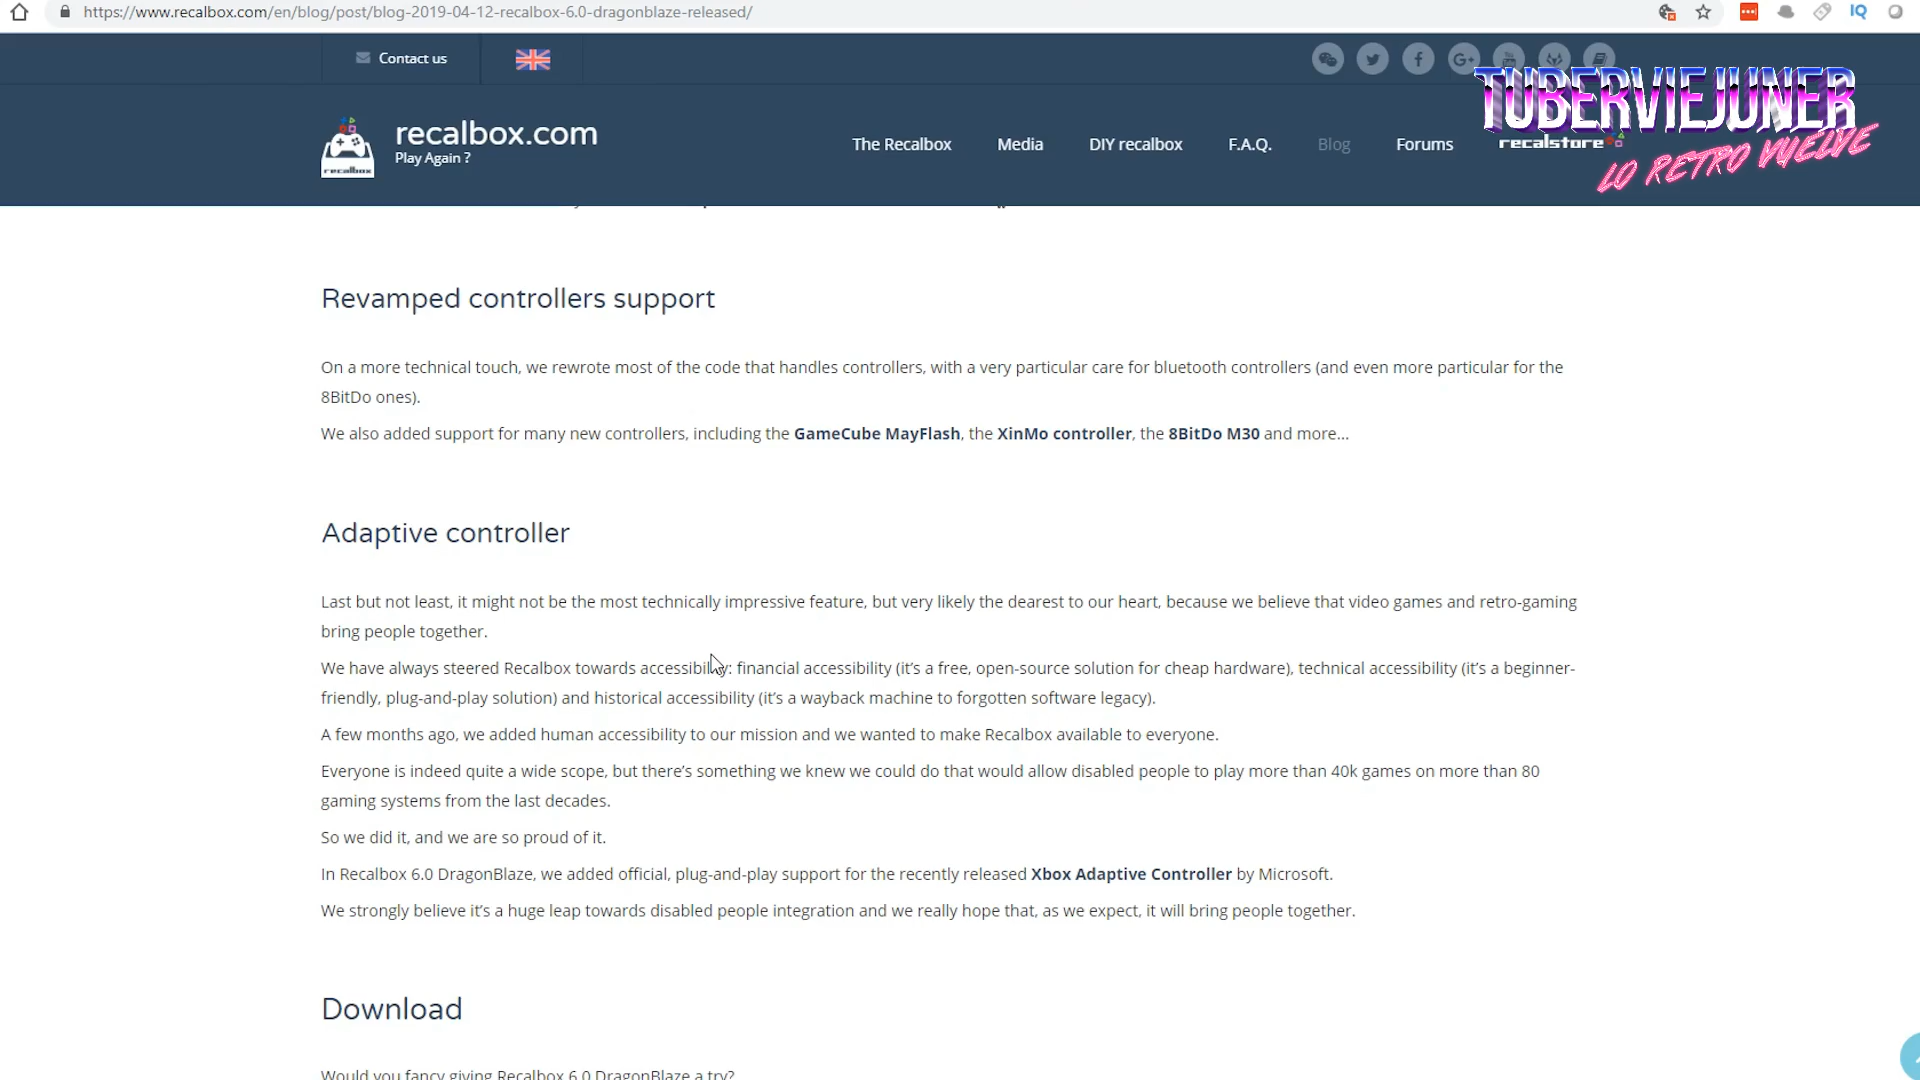 https://www.recalbox.com/en/blog/post/blog-2019-04-12-recalbox-6.0-dragonblaze-released/
IQ
Contact us
TUBERVIEJUNER
LO RETRO VUELVE
recalbox
recalbox.com
Play Again ?
The Recalbox
Media
DIY recalbox
F.A.Q.
Blog
Forums
recalstore
Revamped controllers support
On a more technical touch, we rewrote most of the code that handles controllers, with a very particular care for bluetooth controllers (and even more particular for the
8BitDo ones).
We also added support for many new controllers, including the GameCube MayFlash, the XinMo controller, the 8BitDo M30 and more...
Adaptive controller
Last but not least, it might not be the most technically impressive feature, but very likely the dearest to our heart, because we believe that video games and retro-gaming
bring people together.
We have always steered Recalbox towards accessibility: financial accessibility (it’s a free, open-source solution for cheap hardware), technical accessibility (it’s a beginner-
friendly, plug-and-play solution) and historical accessibility (it’s a wayback machine to forgotten software legacy).
A few months ago, we added human accessibility to our mission and we wanted to make Recalbox available to everyone.
Everyone is indeed quite a wide scope, but there’s something we knew we could do that would allow disabled people to play more than 40k games on more than 80
gaming systems from the last decades.
So we did it, and we are so proud of it.
In Recalbox 6.0 DragonBlaze, we added official, plug-and-play support for the recently released Xbox Adaptive Controller by Microsoft.
We strongly believe it’s a huge leap towards disabled people integration and we really hope that, as we expect, it will bring people together.
Download
Would you fancy giving Recalbox 6.0 DragonBlaze a try?